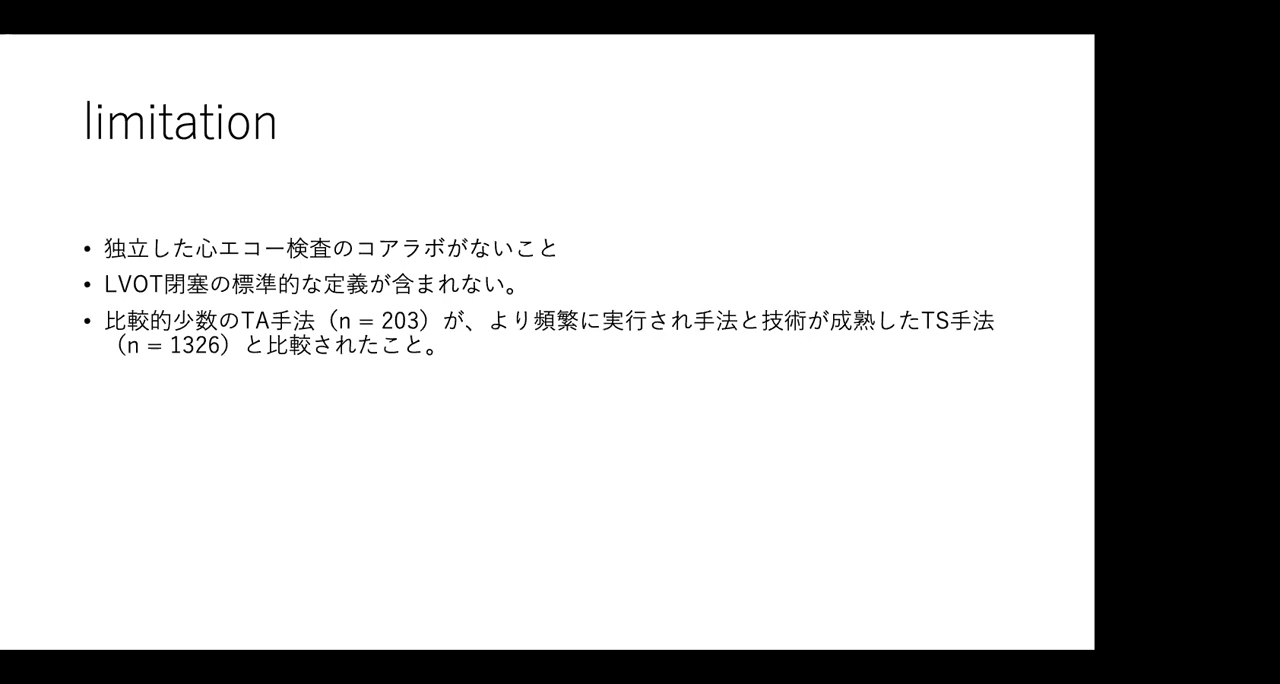 limitation
• 独立した心エコー検査のコアラボがないこと
• LVOT閉塞の標準的な定義が含まれない。
• 比較的少数のTA手法（n = 203）が、より頻繁に実行され手法と技術が成熟したTS手法
（n = 1326）と比較されたこと。